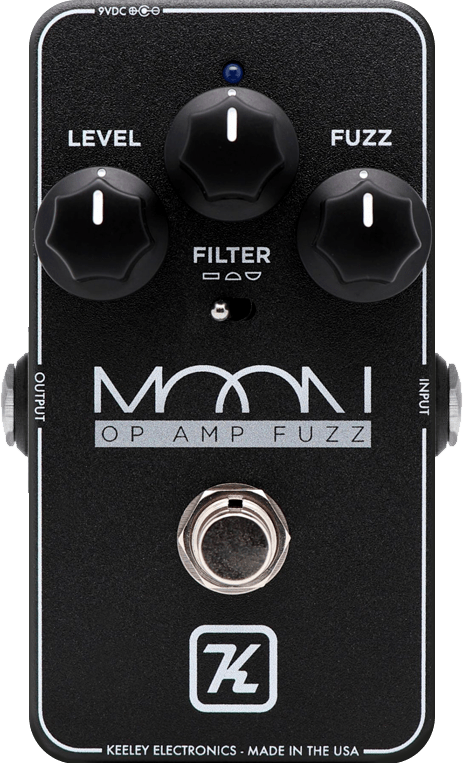 9VDC
LEVEL
FUZZ
FILTER
OUTPUT
INPUT
MOON
OP AMP FUZZ
K
KEELEY ELECTRONICS - MADE IN THE USA